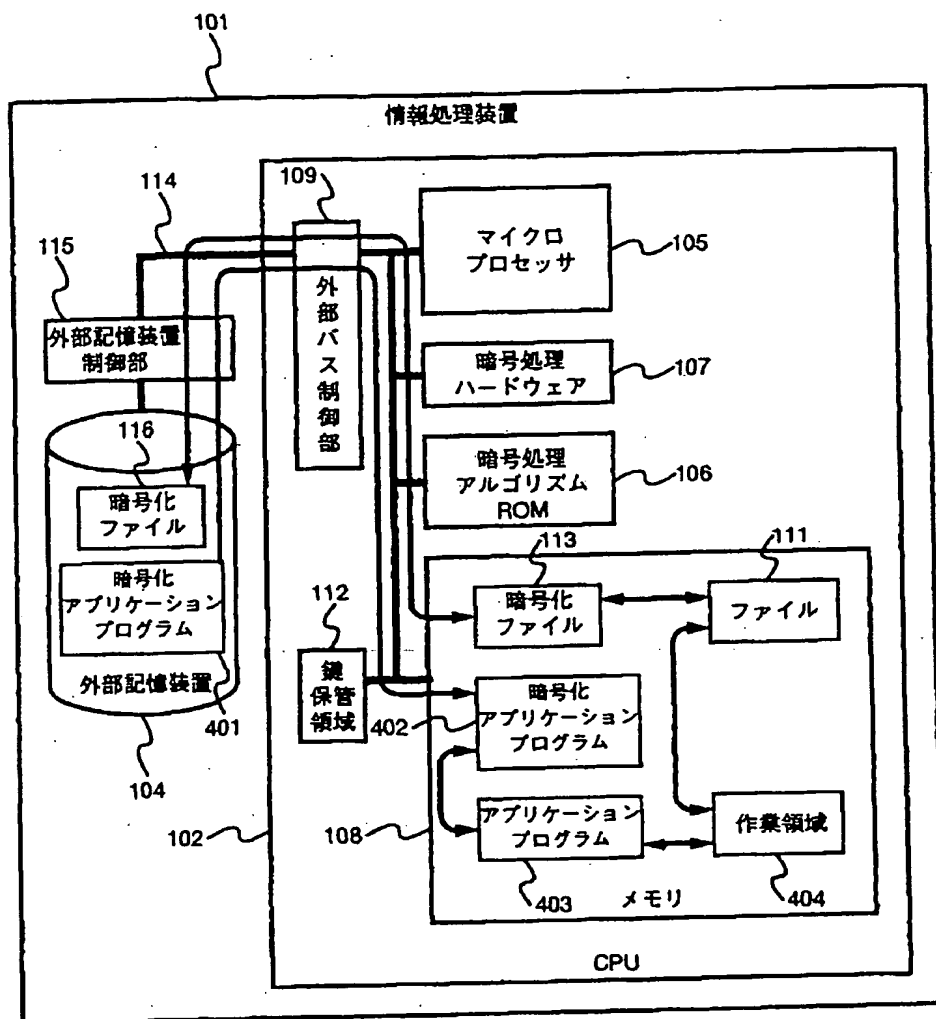 101
情報処理装置
114
109
115
マイクロ
プロセッサ
105
外部バス制御部
外部記憶装置
制御部
暗号処理
ハードウェア
107
116
暗号化
ファイル
暗号処理
アルゴリズム
ROM
106
113
111
暗号化
アプリケーション
プログラム
112
暗号化
ファイル
ファイル
鍵
保管
領域
外部記憶装置
401
402
暗号化
アプリケーション
プログラム
104
102
108
アプリケーション
プログラム
作業領域
403
メモリ
404
CPU